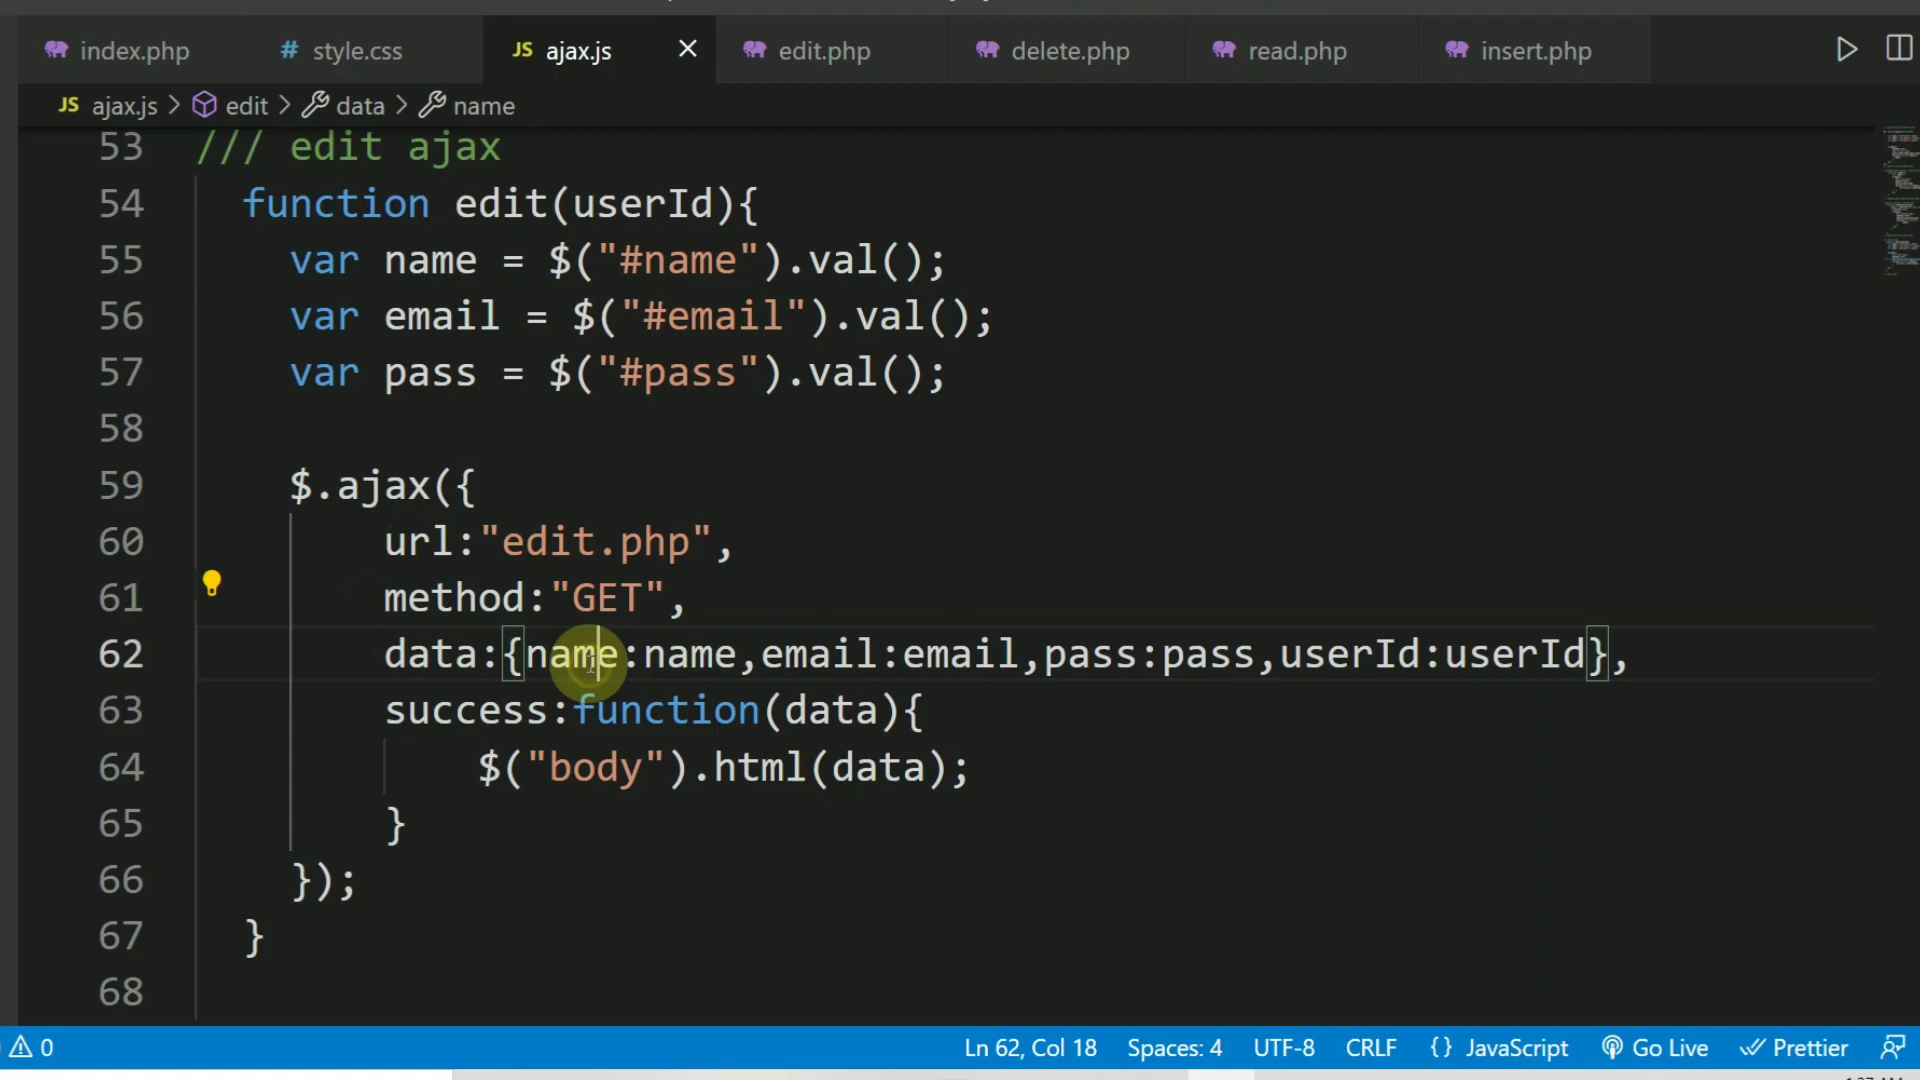 index.php # style.css JS ajax.js × edit.php delete.php read.php insert.php
JS ajax.js > edit > data > name
53 /// edit ajax
54 function edit(userId){
55 var name = $("#name").val();
56 var email = $("#email").val();
57 var pass = $("#pass").val();
58
59 $.ajax({
60 url:"edit.php",
61 method:"GET",
62 data:{name:name,email:email,pass:pass,userId:userId},
63 success:function(data){
64 $("body").html(data);
65 }
66 });
67 }
68
0 Ln 62, Col 18 Spaces: 4 UTF-8 CRLF {} JavaScript Go Live Prettier